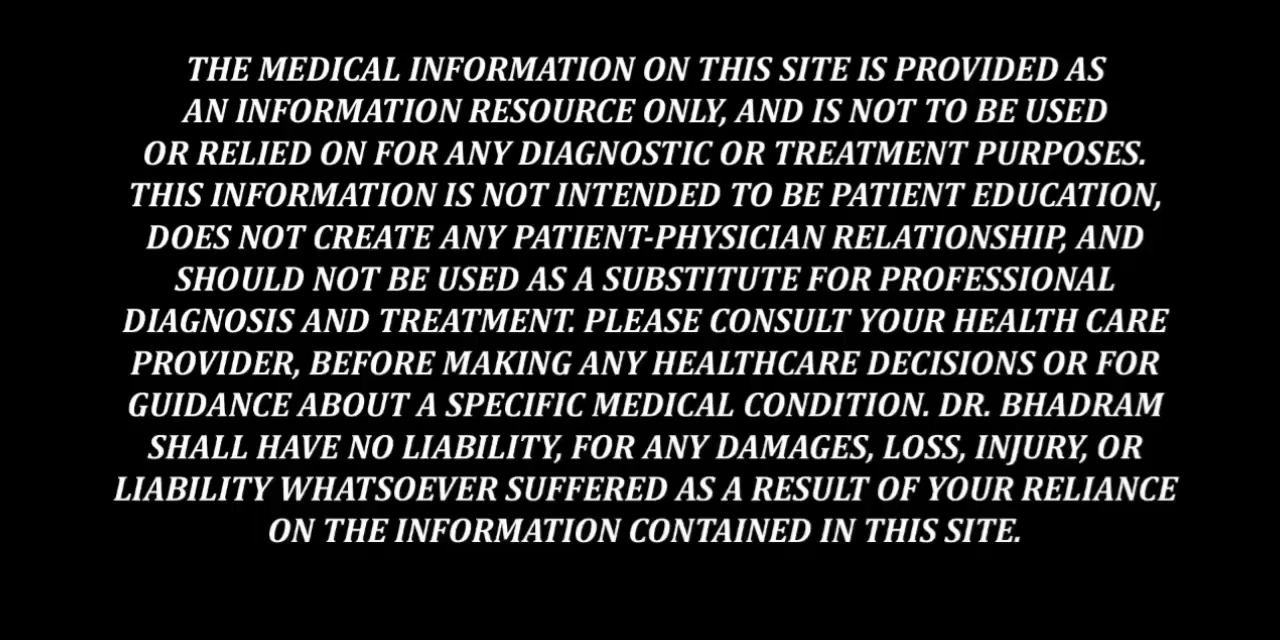 THE MEDICAL INFORMATION ON THIS SITE IS PROVIDED AS
AN INFORMATION RESOURCE ONLY, AND IS NOT TO BE USED
OR RELIED ON FOR ANY DIAGNOSTIC OR TREATMENT PURPOSES.
THIS INFORMATION IS NOT INTENDED TO BE PATIENT EDUCATION,
DOES NOT CREATE ANY PATIENT-PHYSICIAN RELATIONSHIP, AND
SHOULD NOT BE USED AS A SUBSTITUTE FOR PROFESSIONAL
DIAGNOSIS AND TREATMENT. PLEASE CONSULT YOUR HEALTH CARE
PROVIDER, BEFORE MAKING ANY HEALTHCARE DECISIONS OR FOR
GUIDANCE ABOUT A SPECIFIC MEDICAL CONDITION. DR. BHADRAM
SHALL HAVE NO LIABILITY, FOR ANY DAMAGES, LOSS, INJURY, OR
LIABILITY WHATSOEVER SUFFERED AS A RESULT OF YOUR RELIANCE
ON THE INFORMATION CONTAINED IN THIS SITE.